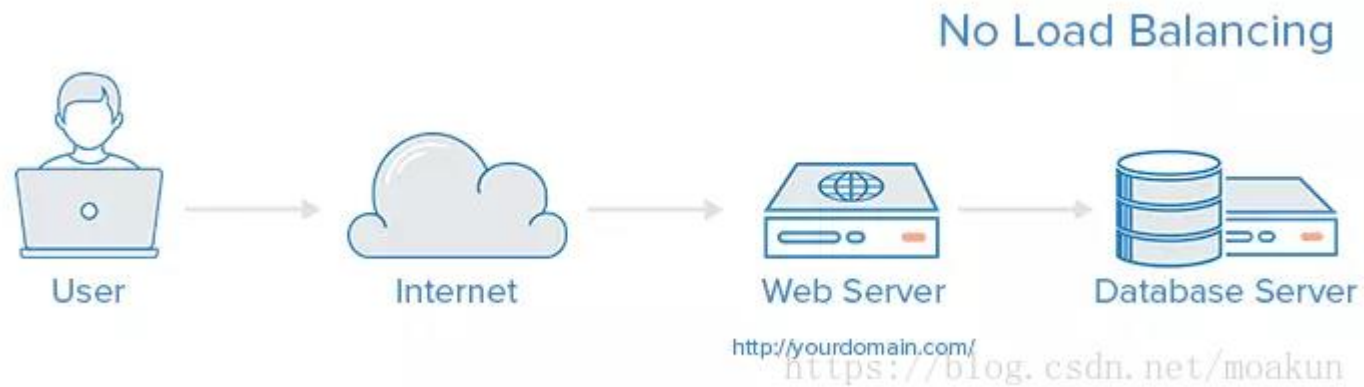 No Load Balancing
User
Internet
Web Server
Database Server
http://yourdomain.com/
https://blog.csdn.net/moakun